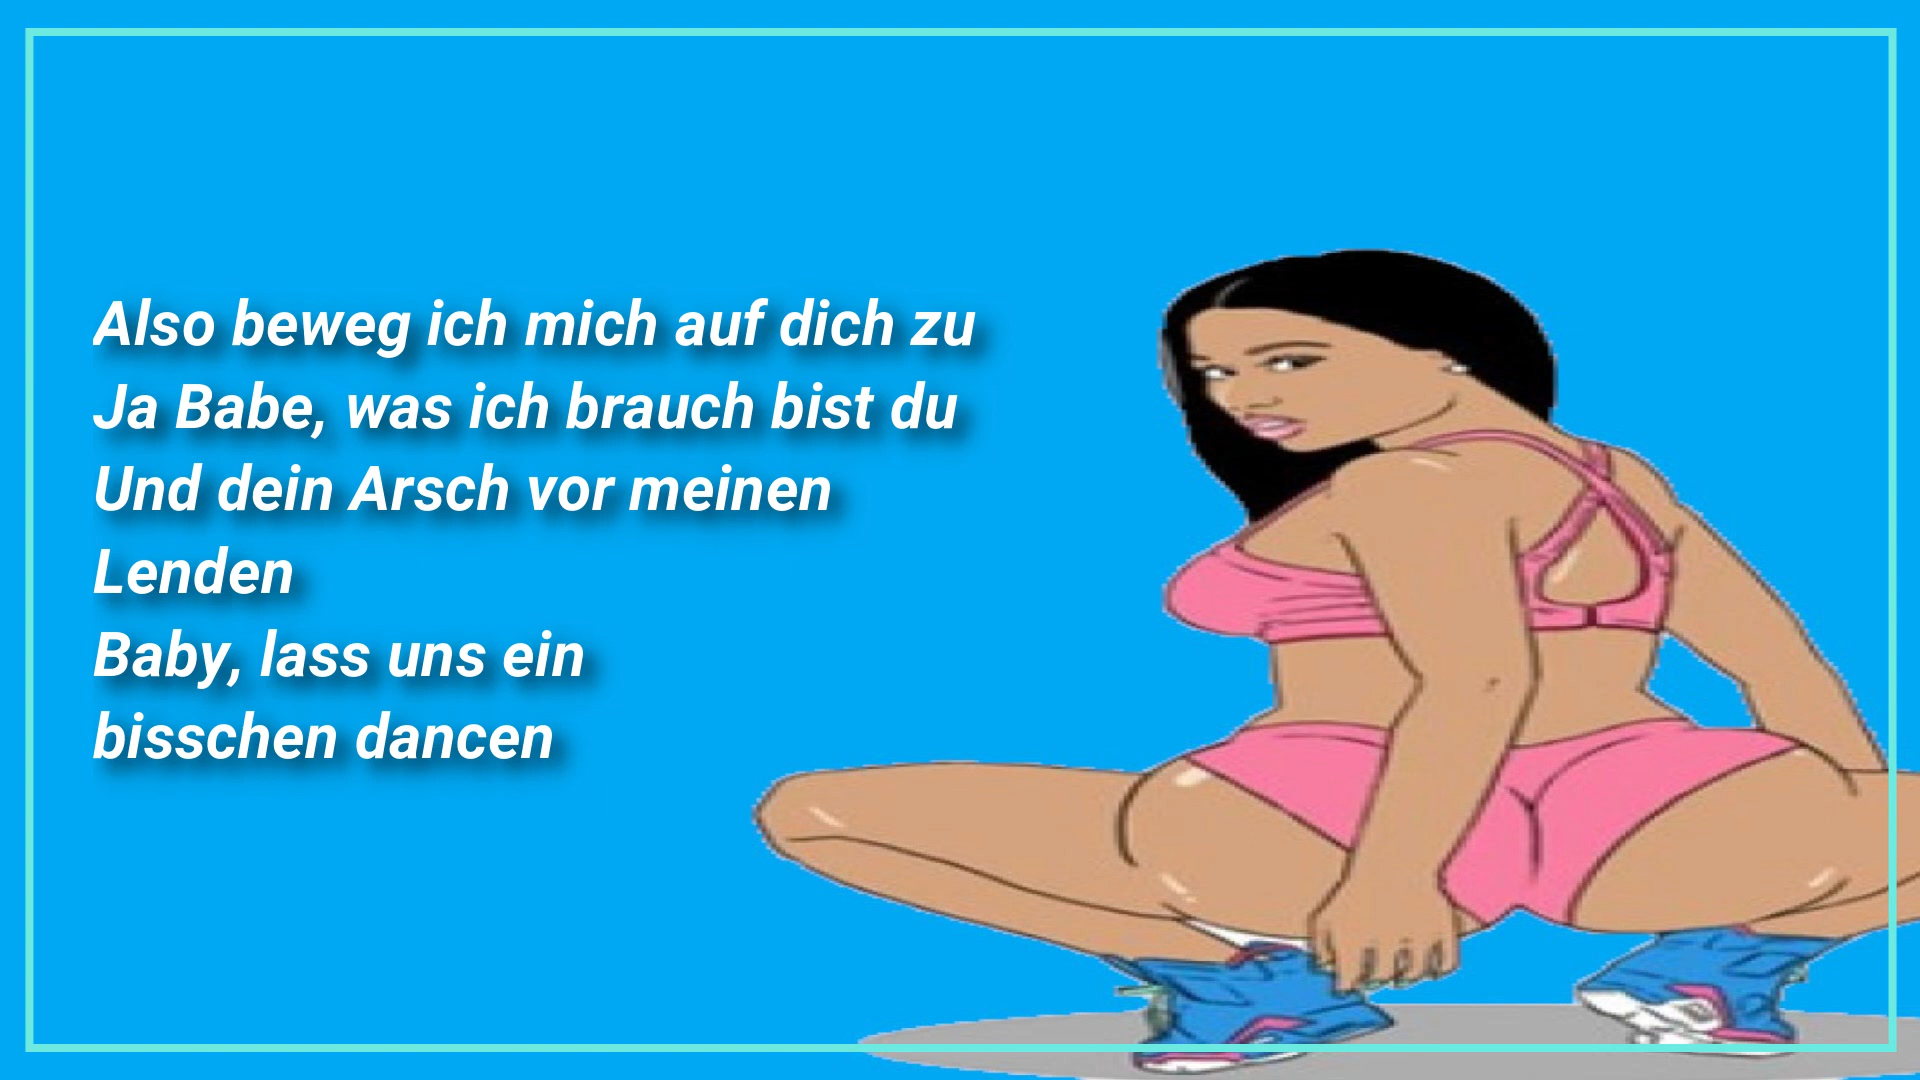 Also beweg ich mich auf dich zu
Ja Babe, was ich brauch bist du
Und dein Arsch vor meinen
Lenden
Baby, lass uns ein
bisschen dancen